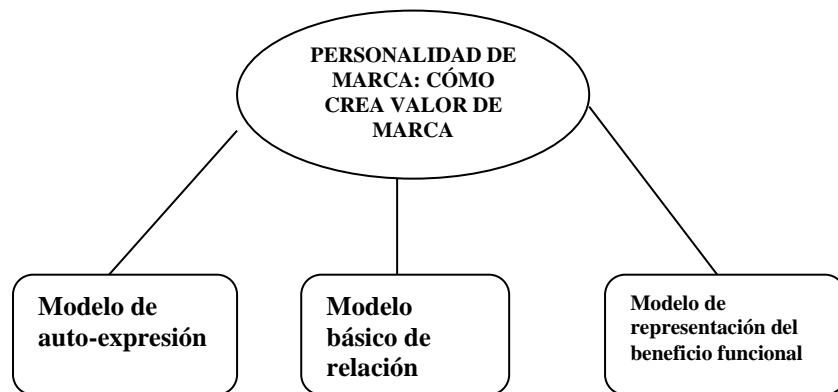 PERSONALIDAD DE
MARCA: CÓMO
CREA VALOR DE
MARCA
Modelo de
auto-expresión
Modelo
básico de
relación
Modelo de
representación del
beneficio funcional